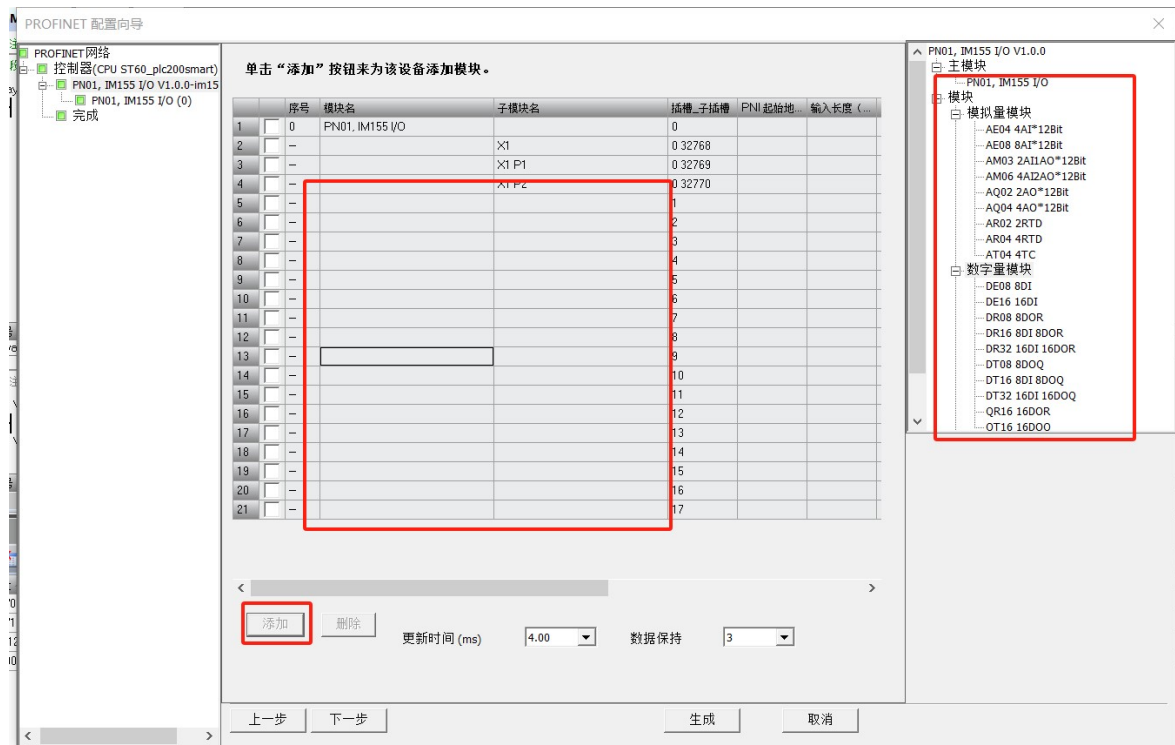 PROFINET 配置向导
PROFINET网络
控制器(CPU ST60_plc200smart)
PN01, IM155 I/O V1.0.0-im15
PN01, IM155 I/O (0)
完成
单击“添加”按钮来为该设备添加模块。
序号 模块名 子模块名 插槽_子插槽 PNI 起始地... 输入长度 (...
1 0 PN01, IM155 I/O 0
2 – X1 0 32768
3 – X1 P1 0 32769
4 – X1 P2 0 32770
5 – 1
6 – 2
7 – 3
8 – 4
9 – 5
10 – 6
11 – 7
12 – 8
13 – 9
14 – 10
15 – 11
16 – 12
17 – 13
18 – 14
19 – 15
20 – 16
21 – 17
添加 删除 更新时间 (ms) 4.00 数据保持 3
上一步 下一步 生成 取消
PN01, IM155 I/O V1.0.0
主模块
PN01, IM155 I/O
模块
模拟量模块
AE04 4AI*12Bit
AE08 8AI*12Bit
AM03 2AI1AO*12Bit
AM06 4AI2AO*12Bit
AQ02 2AO*12Bit
AQ04 4AO*12Bit
AR02 2RTD
AR04 4RTD
AT04 4TC
数字量模块
DE08 8DI
DE16 16DI
DR08 8DOR
DR16 8DI 8DOR
DR32 16DI 16DOR
DT08 8DOQ
DT16 8DI 8DOQ
DT32 16DI 16DOQ
QR16 16DOR